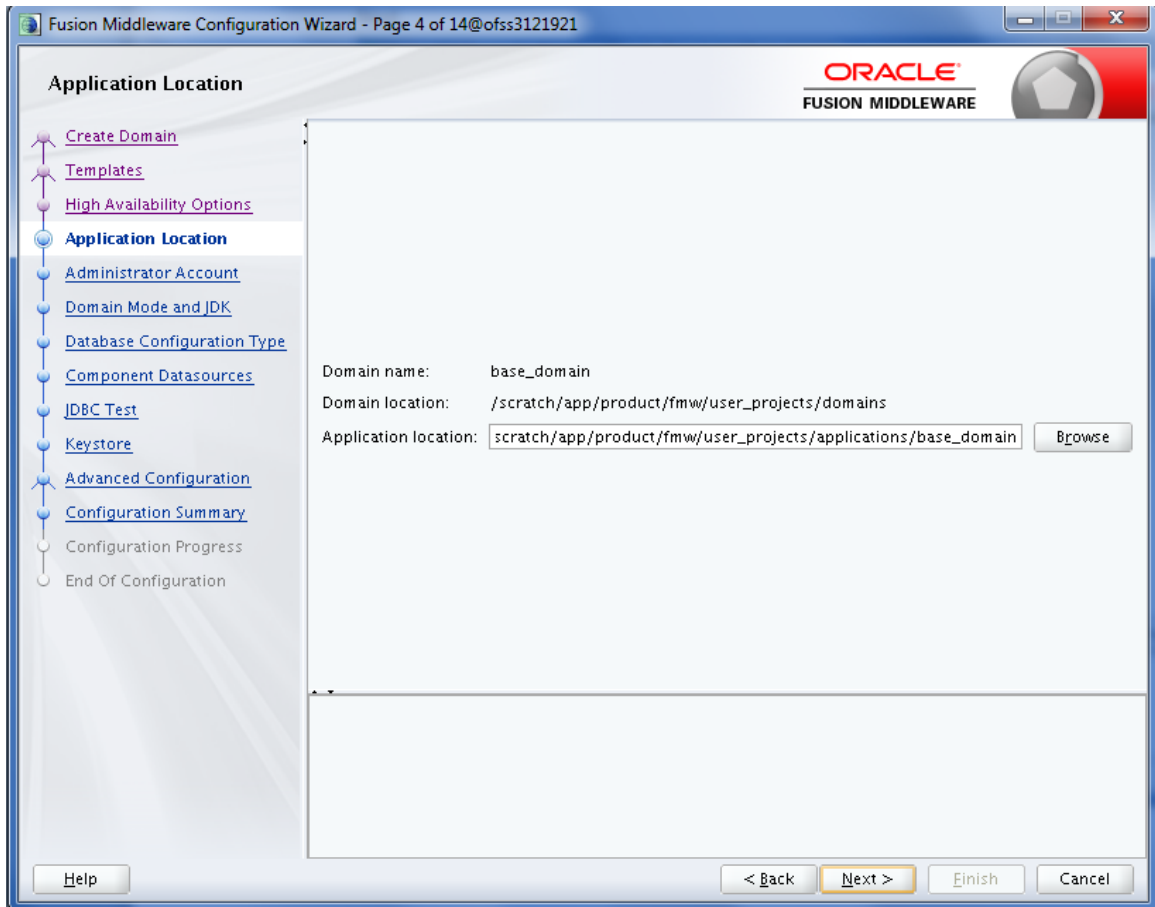 Fusion Middleware Configuration Wizard - Page 4 of 14@ofss3121921
Application Location
ORACLE
FUSION MIDDLEWARE
Create Domain
Templates
High Availability Options
Application Location
Administrator Account
Domain Mode and JDK
Database Configuration Type
Component Datasources
JDBC Test
Keystore
Advanced Configuration
Configuration Summary
Configuration Progress
End Of Configuration
Domain name: base_domain
Domain location: /scratch/app/product/fmw/user_projects/domains
Application location: scratch/app/product/fmw/user_projects/applications/base_domain Browse
Help < Back Next > Finish Cancel